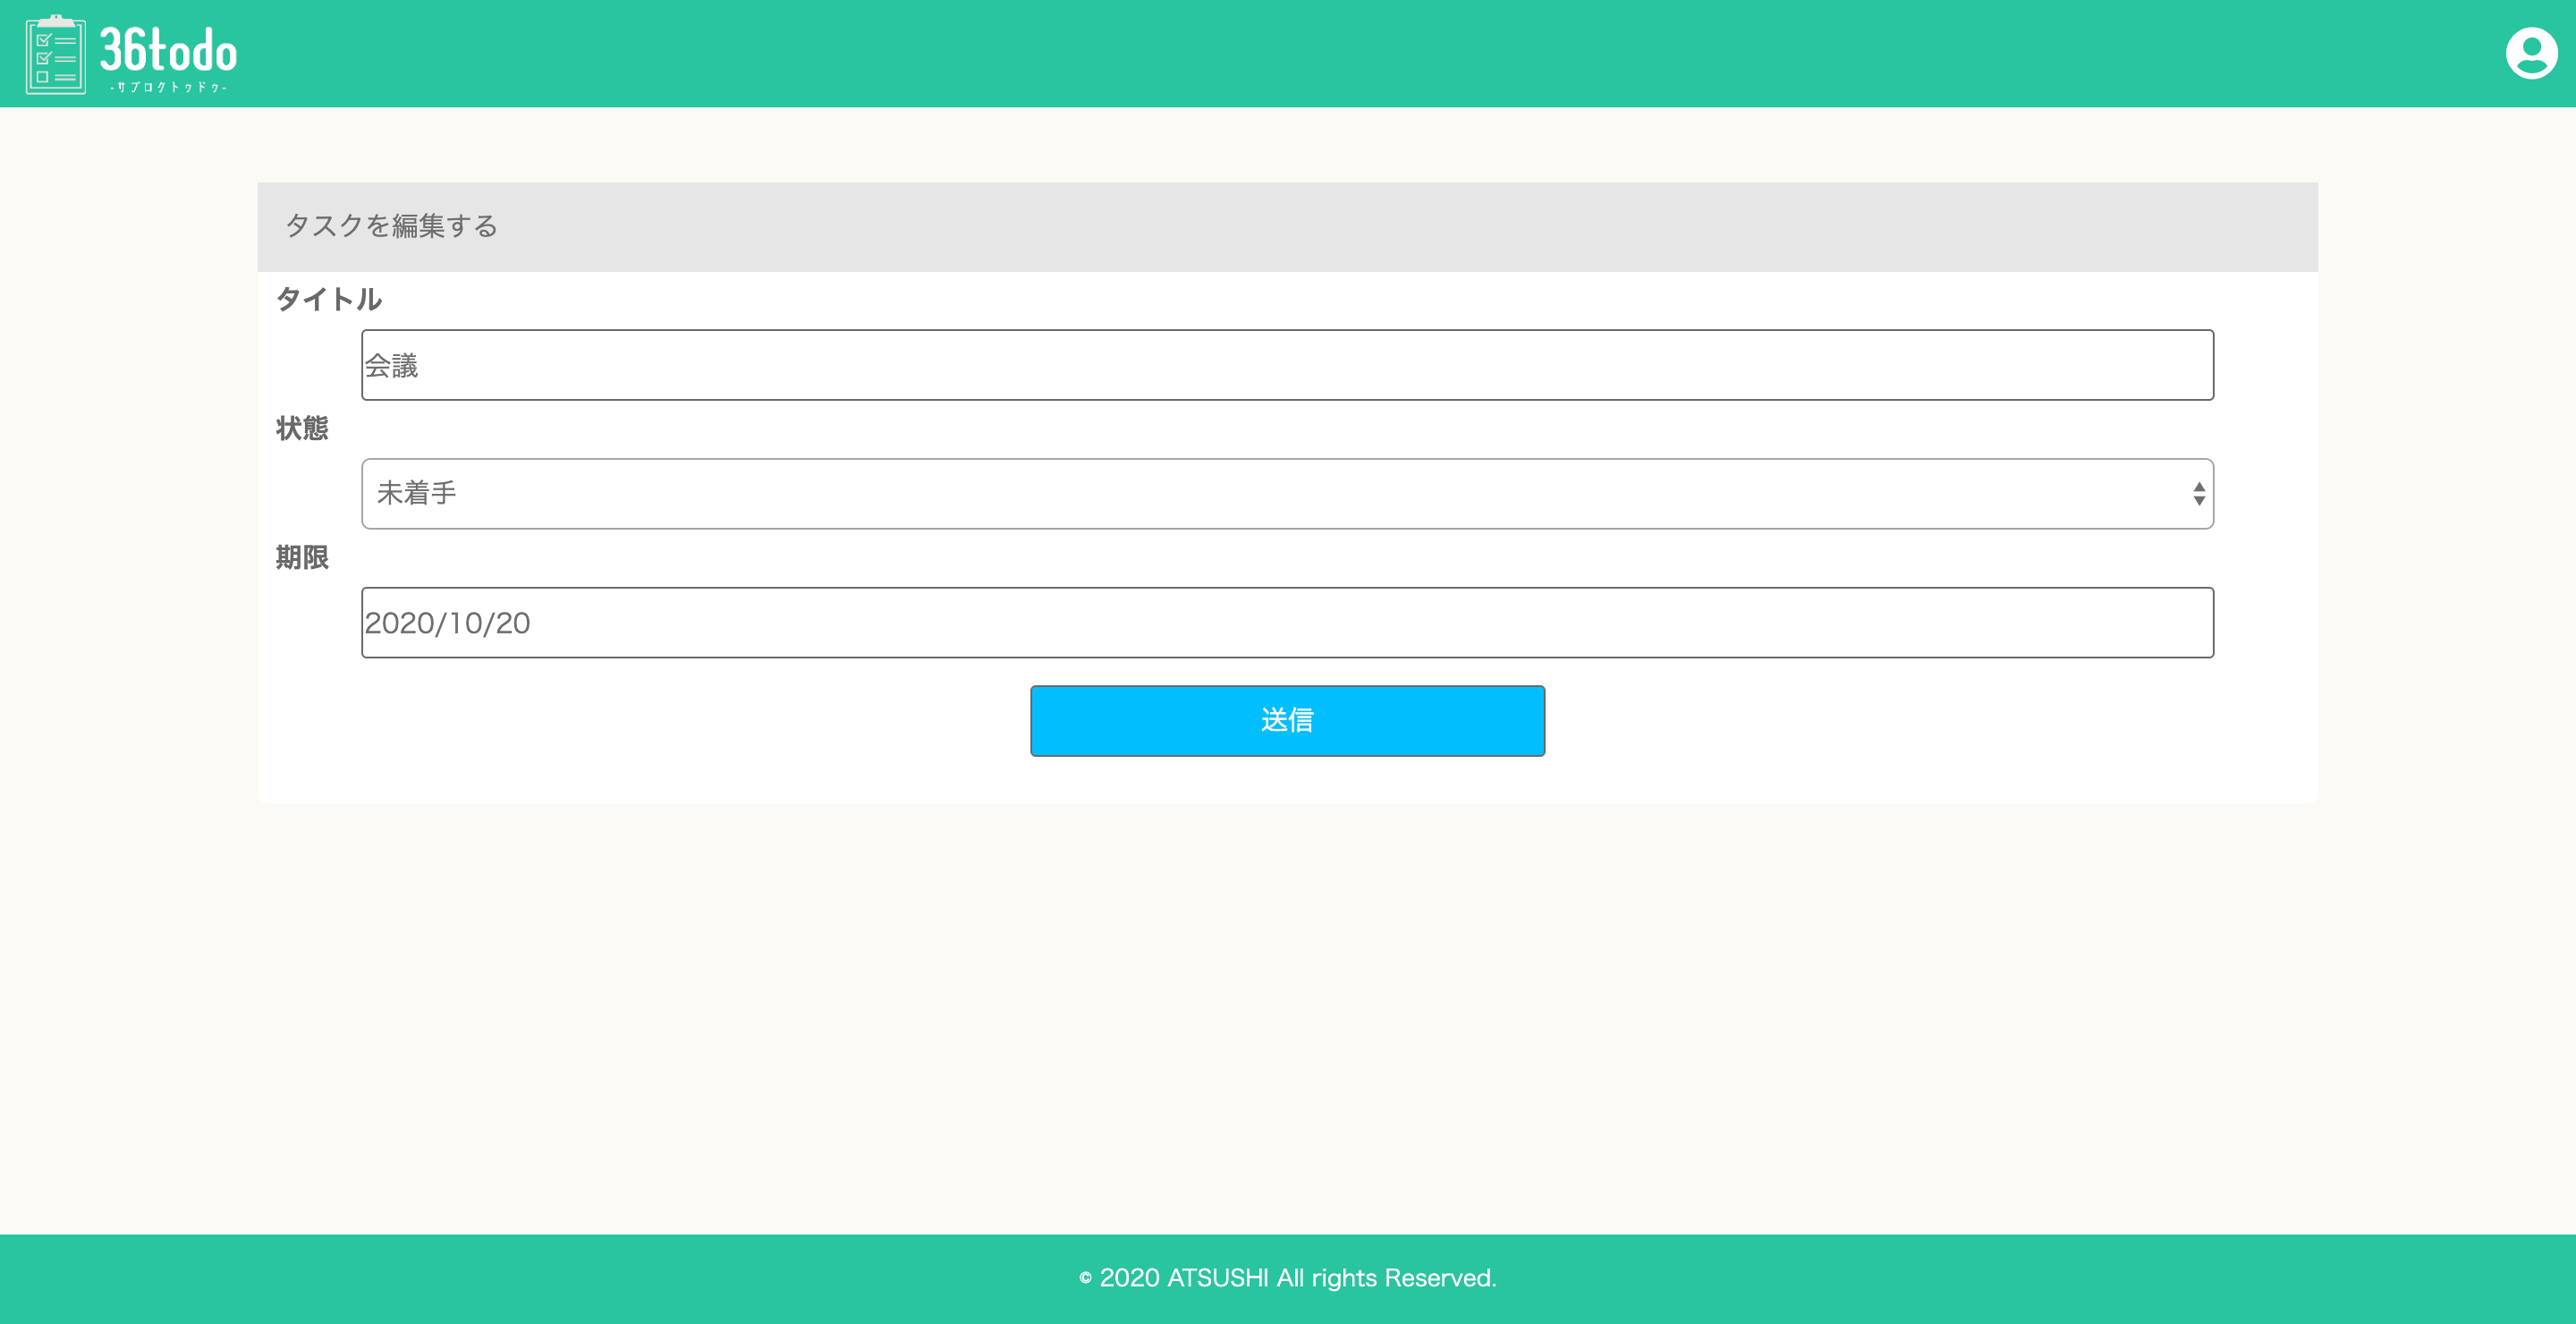 36todo
-サブロクトゥドゥ-
タスクを編集する
タイトル
会議
状態
未着手
期限
2020/10/20
送信
© 2020 ATSUSHI All rights Reserved.